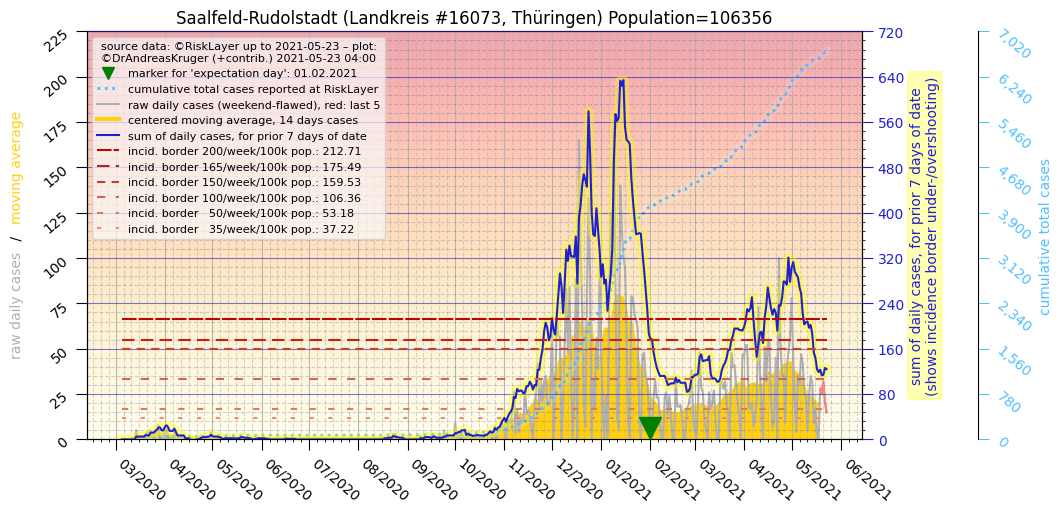 Saalfeld-Rudolstadt (Landkreis #16073, Thüringen) Population=106356
source data: ©RiskLayer up to 2021-05-23 – plot:
©DrAndreasKruger (+contrib.) 2021-05-23 04:00
marker for 'expectation day': 01.02.2021
cumulative total cases reported at RiskLayer
raw daily cases (weekend-flawed), red: last 5
centered moving average, 14 days cases
sum of daily cases, for prior 7 days of date
incid. border 200/week/100k pop.: 212.71
incid. border 165/week/100k pop.: 175.49
incid. border 150/week/100k pop.: 159.53
incid. border 100/week/100k pop.: 106.36
incid. border 50/week/100k pop.: 53.18
incid. border 35/week/100k pop.: 37.22
raw daily cases / moving average
225
200
175
150
125
100
75
50
25
0
03/2020
04/2020
05/2020
06/2020
07/2020
08/2020
09/2020
10/2020
11/2020
12/2020
01/2021
02/2021
03/2021
04/2021
05/2021
06/2021
720
640
560
480
400
320
240
160
80
0
sum of daily cases, for prior 7 days of date
(shows incidence border under-/overshooting)
7,020
6,240
5,460
4,680
3,900
3,120
2,340
1,560
780
0
cumulative total cases